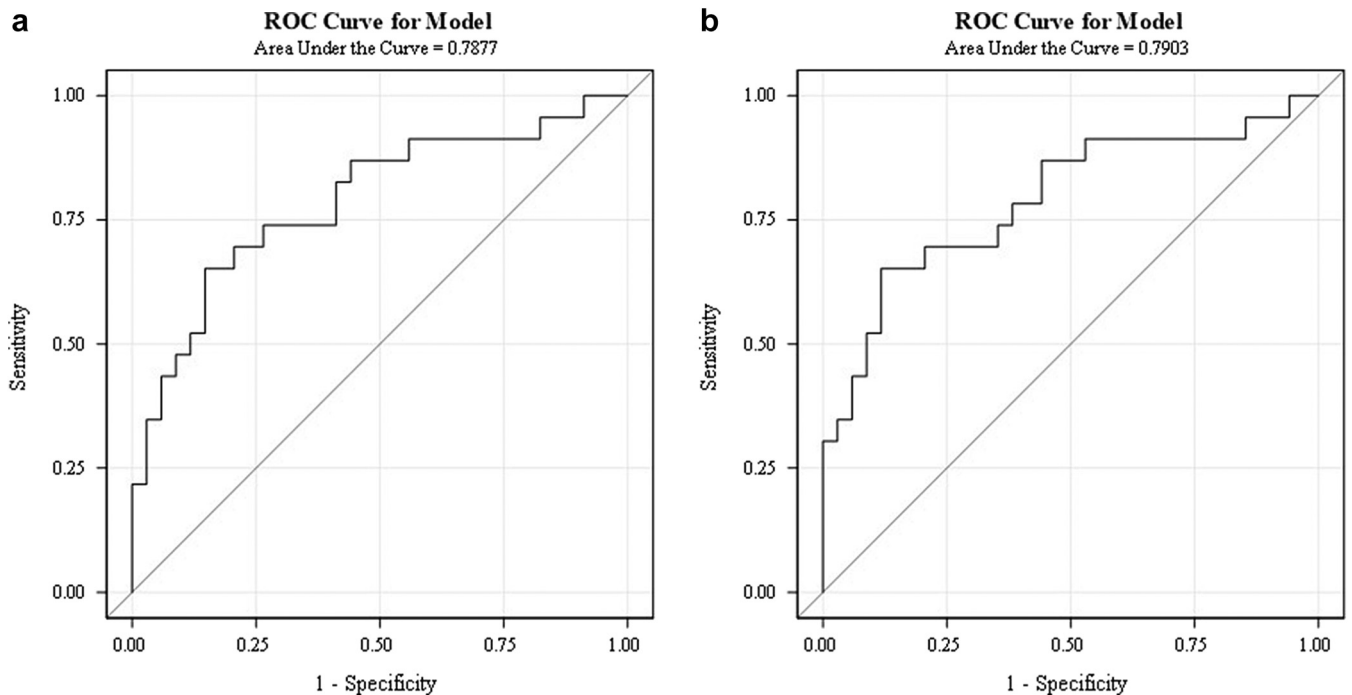 a
ROC Curve for Model
Area Under the Curve = 0.7877
1.00
0.75
0.50
0.25
0.00
Sensitivity
0.00 0.25 0.50 0.75 1.00
1 - Specificity
b
ROC Curve for Model
Area Under the Curve = 0.7903
1.00
0.75
0.50
0.25
0.00
Sensitivity
0.00 0.25 0.50 0.75 1.00
1 - Specificity